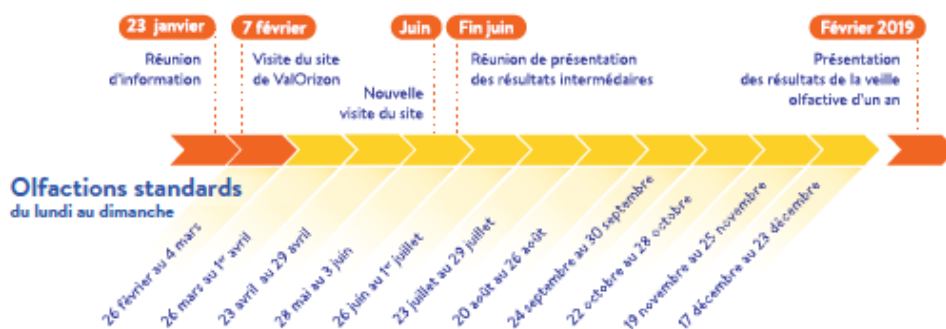 23 janvier
7 février
Juin
Fin juin
Février 2019
Réunion
d'information
Visite du site
de ValOrizon
Nouvelle
visite du site
Réunion de présentation
des résultats intermédaires
Présentation
des résultats de la veille
olfactive d'un an
Olfactions standards
du lundi au dimanche
26 février au 4 mars
26 mars au 1er avril
23 avril au 29 avril
28 mai au 3 juin
26 juin au 1er juillet
23 juillet au 29 juillet
20 août au 26 août
24 septembre au 30 septembre
22 octobre au 28 octobre
19 novembre au 25 novembre
17 décembre au 23 décembre